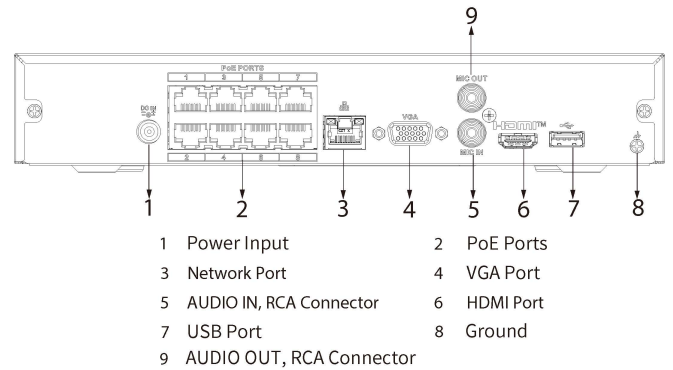 9
PoE PORTS
1 3 5 7
MIC OUT
DC IN
VGA
HDMI™
2 4 6 8
MIC IN
1 2 3 4 5 6 7 8
1 Power Input 2 PoE Ports
3 Network Port 4 VGA Port
5 AUDIO IN, RCA Connector 6 HDMI Port
7 USB Port 8 Ground
9 AUDIO OUT, RCA Connector